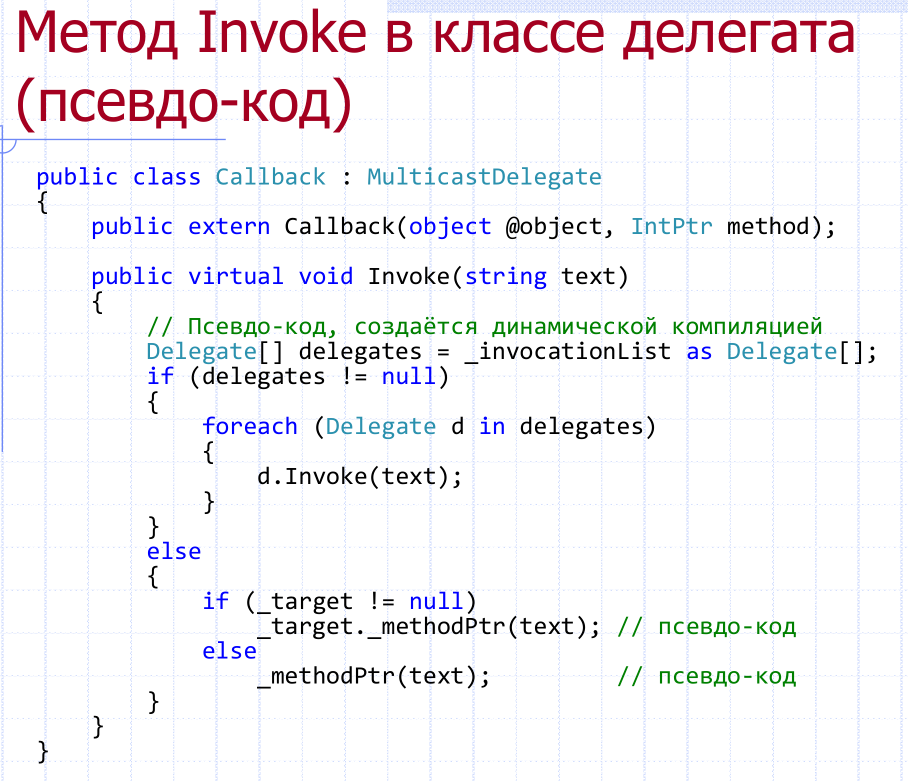 Метод Invoke в классе делегата
(псевдо-код)
public class Callback : MulticastDelegate
{
    public extern Callback(object @object, IntPtr method);
    public virtual void Invoke(string text)
    {
        // Псевдо-код, создаётся динамической компиляцией
        Delegate[] delegates = _invocationList as Delegate[];
        if (delegates != null)
        {
            foreach (Delegate d in delegates)
            {
                d.Invoke(text);
            }
        }
        else
        {
            if (_target != null)
                _target._methodPtr(text); // псевдо-код
            else
                _methodPtr(text);         // псевдо-код
        }
    }
}